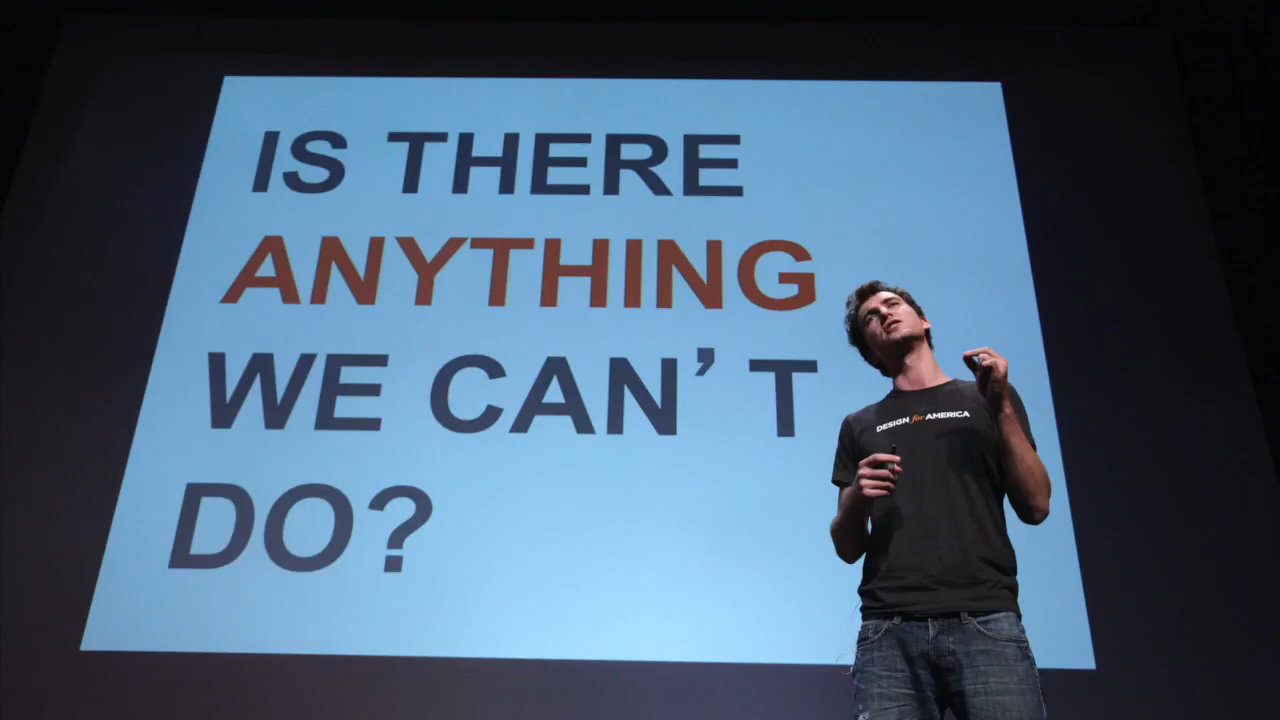 IS THERE
ANYTHING
WE CAN'T
DO?
DESIGN for AMERICA